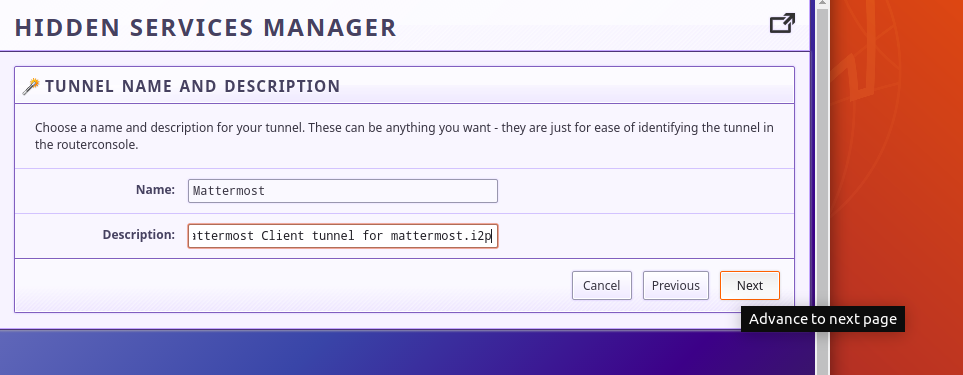 HIDDEN SERVICES MANAGER
TUNNEL NAME AND DESCRIPTION
Choose a name and description for your tunnel. These can be anything you want - they are just for ease of identifying the tunnel in
the routerconsole.
Name: Mattermost
Description: attermost Client tunnel for mattermost.i2p
Cancel Previous Next
Advance to next page